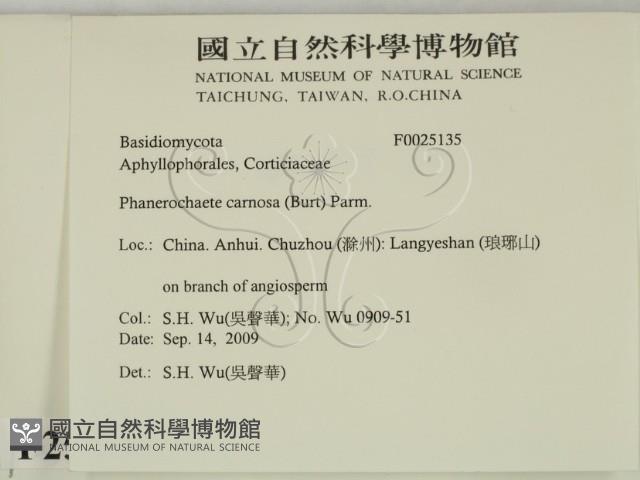 國立自然科學博物館
NATIONAL MUSEUM OF NATURAL SCIENCE
TAICHUNG, TAIWAN, R.O.CHINA
Basidiomycota F0025135
Aphyllophorales, Corticiaceae
Phanerochaete carnosa (Burt) Parm.
Loc.: China. Anhui. Chuzhou (滁州): Langyeshan (琅琊山)
on branch of angiosperm
Col.: S.H. Wu(吳聲華); No. Wu 0909-51
Date: Sep. 14, 2009
Det.: S.H. Wu(吳聲華)
國立自然科學博物館
NATIONAL MUSEUM OF NATURAL SCIENCE